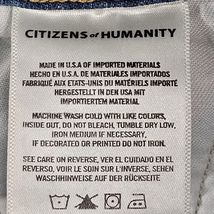 CITIZENS of HUMANITY
MADE IN U.S.A OF IMPORTED MATERIALS
HECHO EN U.S.A. DE MATERIALES IMPORTADOS
FABRIQUÉ AUX ETATS-UNIS DU MATÉRIELS IMPORTÉS
HERGESTELLT IN DEN USA MIT
IMPORTIERTEM MATERIAL
MACHINE WASH COLD WITH LIKE COLORS,
INSIDE OUT, DO NOT BLEACH, TUMBLE DRY LOW,
IRON MEDIUM IF NECESSARY,
IF DECORATED OR PRINTED DO NOT IRON.
SEE CARE ON REVERSE, VER EL CUIDADO EN EL
REVERSO, VOIR LE SOIN SUR L'INVERSE, SEHEN
WASCHHINWEISE AUF DER RÜCKSEITE